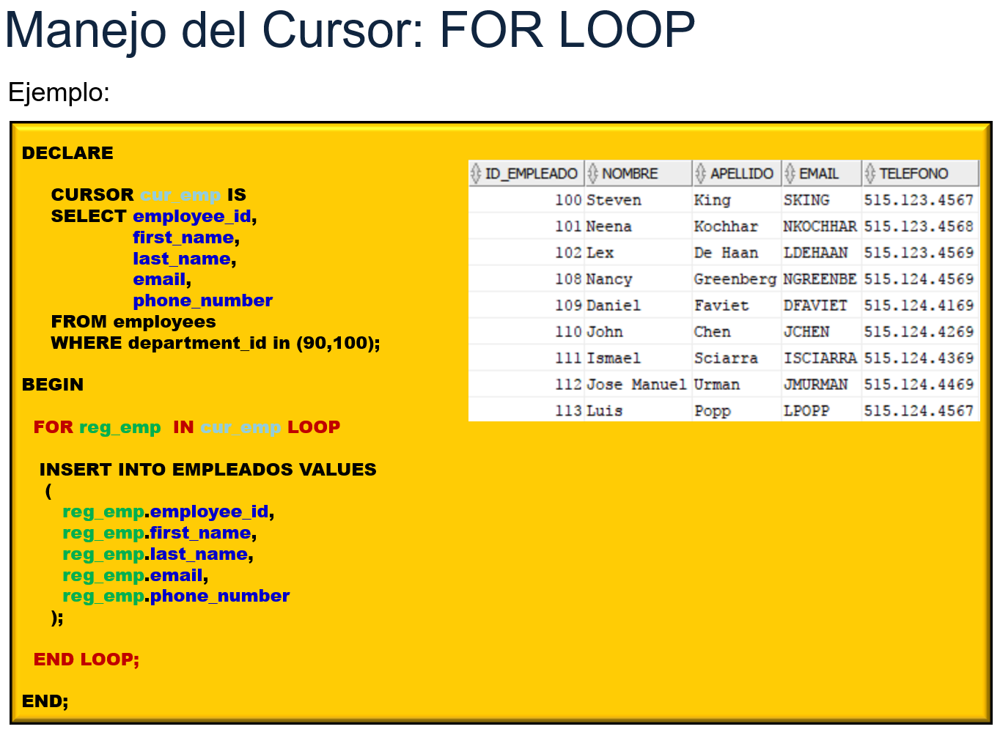 Manejo del Cursor: FOR LOOP
Ejemplo:
DECLARE
CURSOR cur_emp IS
SELECT employee_id,
first_name,
last_name,
email,
phone_number
FROM employees
WHERE department_id in (90,100);
BEGIN
FOR reg_emp IN cur_emp LOOP
INSERT INTO EMPLEADOS VALUES
(
reg_emp.employee_id,
reg_emp.first_name,
reg_emp.last_name,
reg_emp.email,
reg_emp.phone_number
);
END LOOP;
END;
ID_EMPLEADO NOMBRE APELLIDO EMAIL TELEFONO
100 Steven King SKING 515.123.4567
101 Neena Kochhar NKOCHHAR 515.123.4568
102 Lex De Haan LDEHAAN 515.123.4569
108 Nancy Greenberg NGREENBE 515.124.4569
109 Daniel Faviet DFAVIET 515.124.4169
110 John Chen JCHEN 515.124.4269
111 Ismael Sciarra ISCIARRA 515.124.4369
112 Jose Manuel Urman JMURMAN 515.124.4469
113 Luis Popp LPOPP 515.124.4567